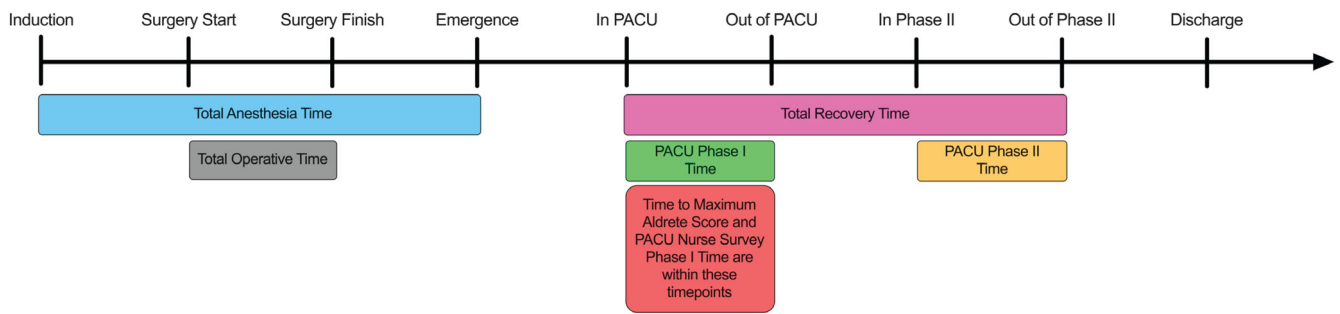 Induction
Surgery Start
Surgery Finish
Emergence
In PACU
Out of PACU
In Phase II
Out of Phase II
Discharge
Total Anesthesia Time
Total Recovery Time
Total Operative Time
PACU Phase I
Time
PACU Phase II
Time
Time to Maximum
Aldrete Score and
PACU Nurse Survey
Phase I Time are
within these
timepoints